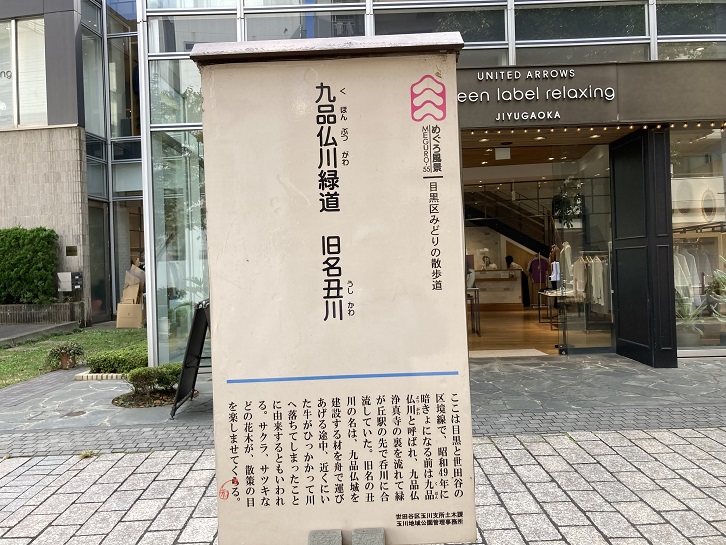 UNITED ARROWS
een label relaxing
JIYUGAOKA
めぐろ風景
MEGURO 55
目黒区みどりの散歩道
九品仏川緑道 旧名丑川
く ほん ぶつ がわ
うし かわ
ここは目黒と世田谷の
区境線で、昭和49年に
暗きょになる前は九品
仏川と呼ばれ、九品仏
浄真寺の裏を流れて緑
が丘駅の先で呑川に合
流していた。旧名の丑
川の名は、九品仏城を
建設する材を舟で運び
あげる途中、近くにい
た牛がひっかかって川
へ落ちてしまったこと
に由来するともいわれ
る。サクラ、サツキな
どの花木が、散策の目
を楽しませてくれる。
世田谷区玉川支所土木課
玉川地域公園管理事務所